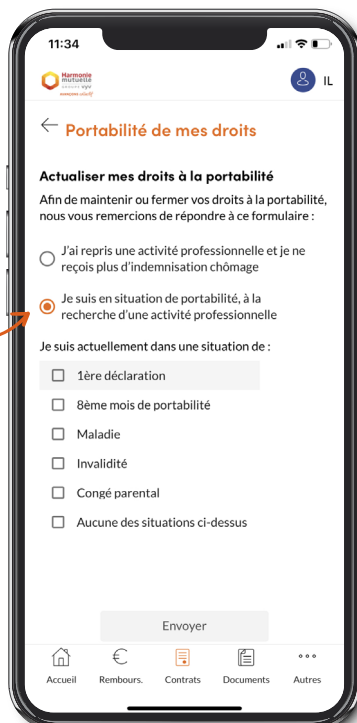 11:34
Harmonie
mutuelle
GROUPE vyv
IL
Portabilité de mes droits
Actualiser mes droits à la portabilité
Afin de maintenir ou fermer vos droits à la portabilité,
nous vous remercions de répondre à ce formulaire :
J'ai repris une activité professionnelle et je ne
reçois plus d'indemnisation chômage
Je suis en situation de portabilité, à la
recherche d'une activité professionnelle
Je suis actuellement dans une situation de :
1ère déclaration
8ème mois de portabilité
Maladie
Invalidité
Congé parental
Aucune des situations ci-dessus
Envoyer
Accueil Rembours. Contrats Documents Autres